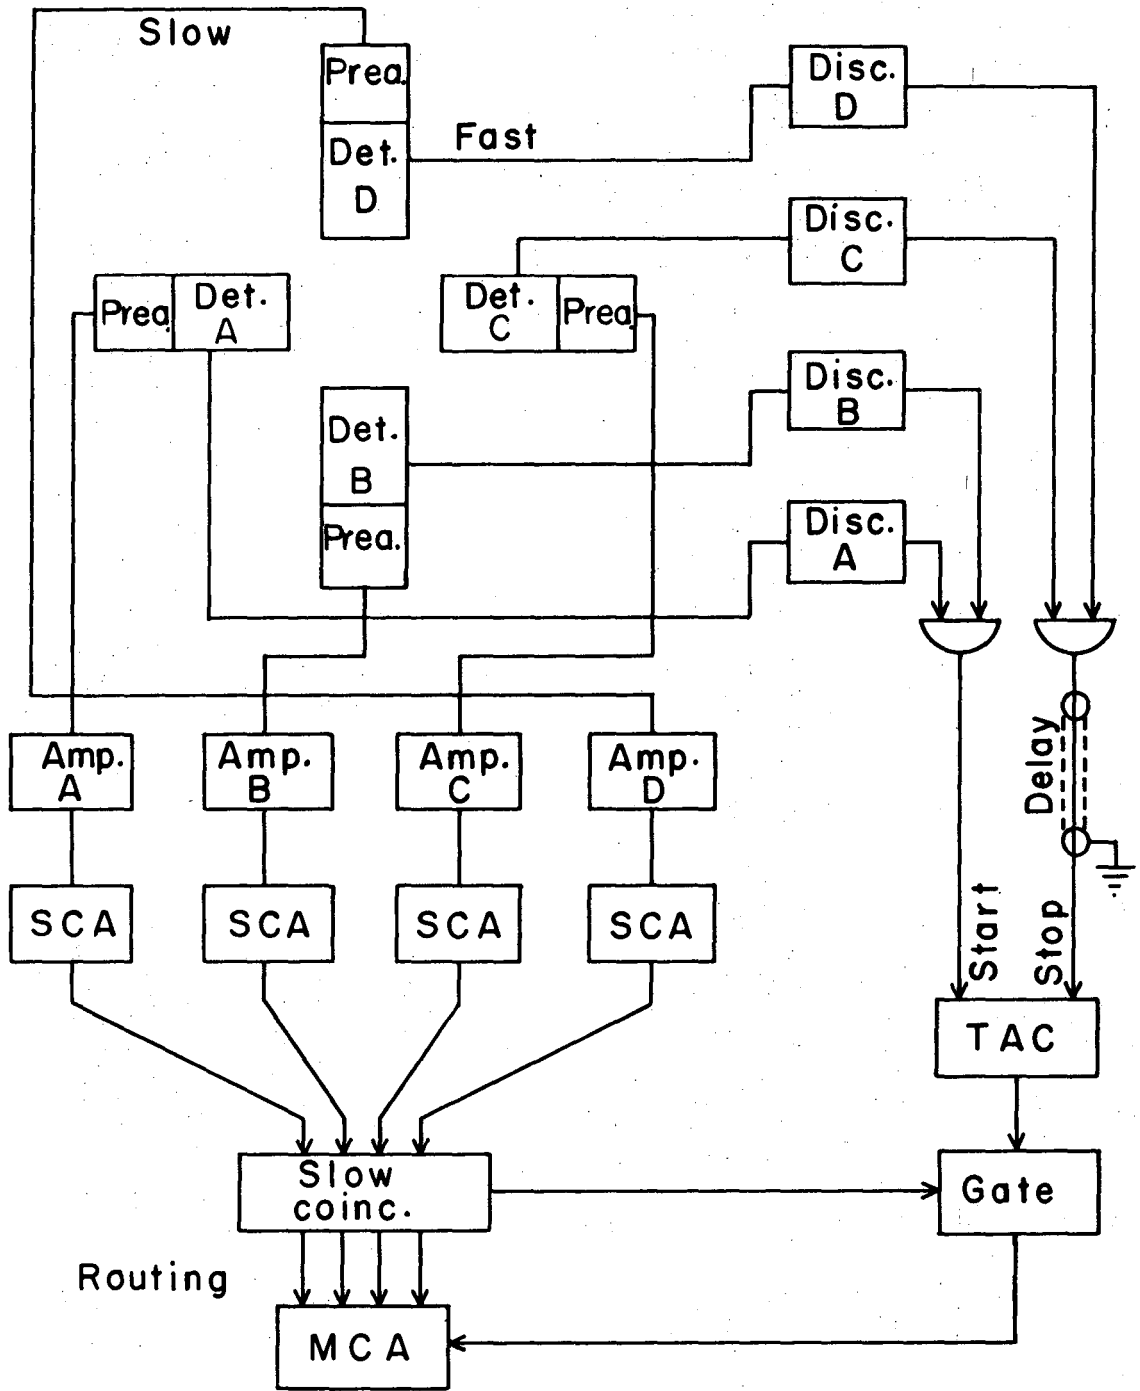 Slow
Prea.
Disc.
D
Fast
Det.
D
Disc.
C
Prea.
Det.
A
Det.
C
Prea.
Disc.
B
Det.
B
Disc.
A
Prea.
Amp.
A
Amp.
B
Amp.
C
Amp.
D
Delay
SCA
SCA
SCA
SCA
Start
Stop
TAC
Slow
coinc.
Gate
Routing
MCA